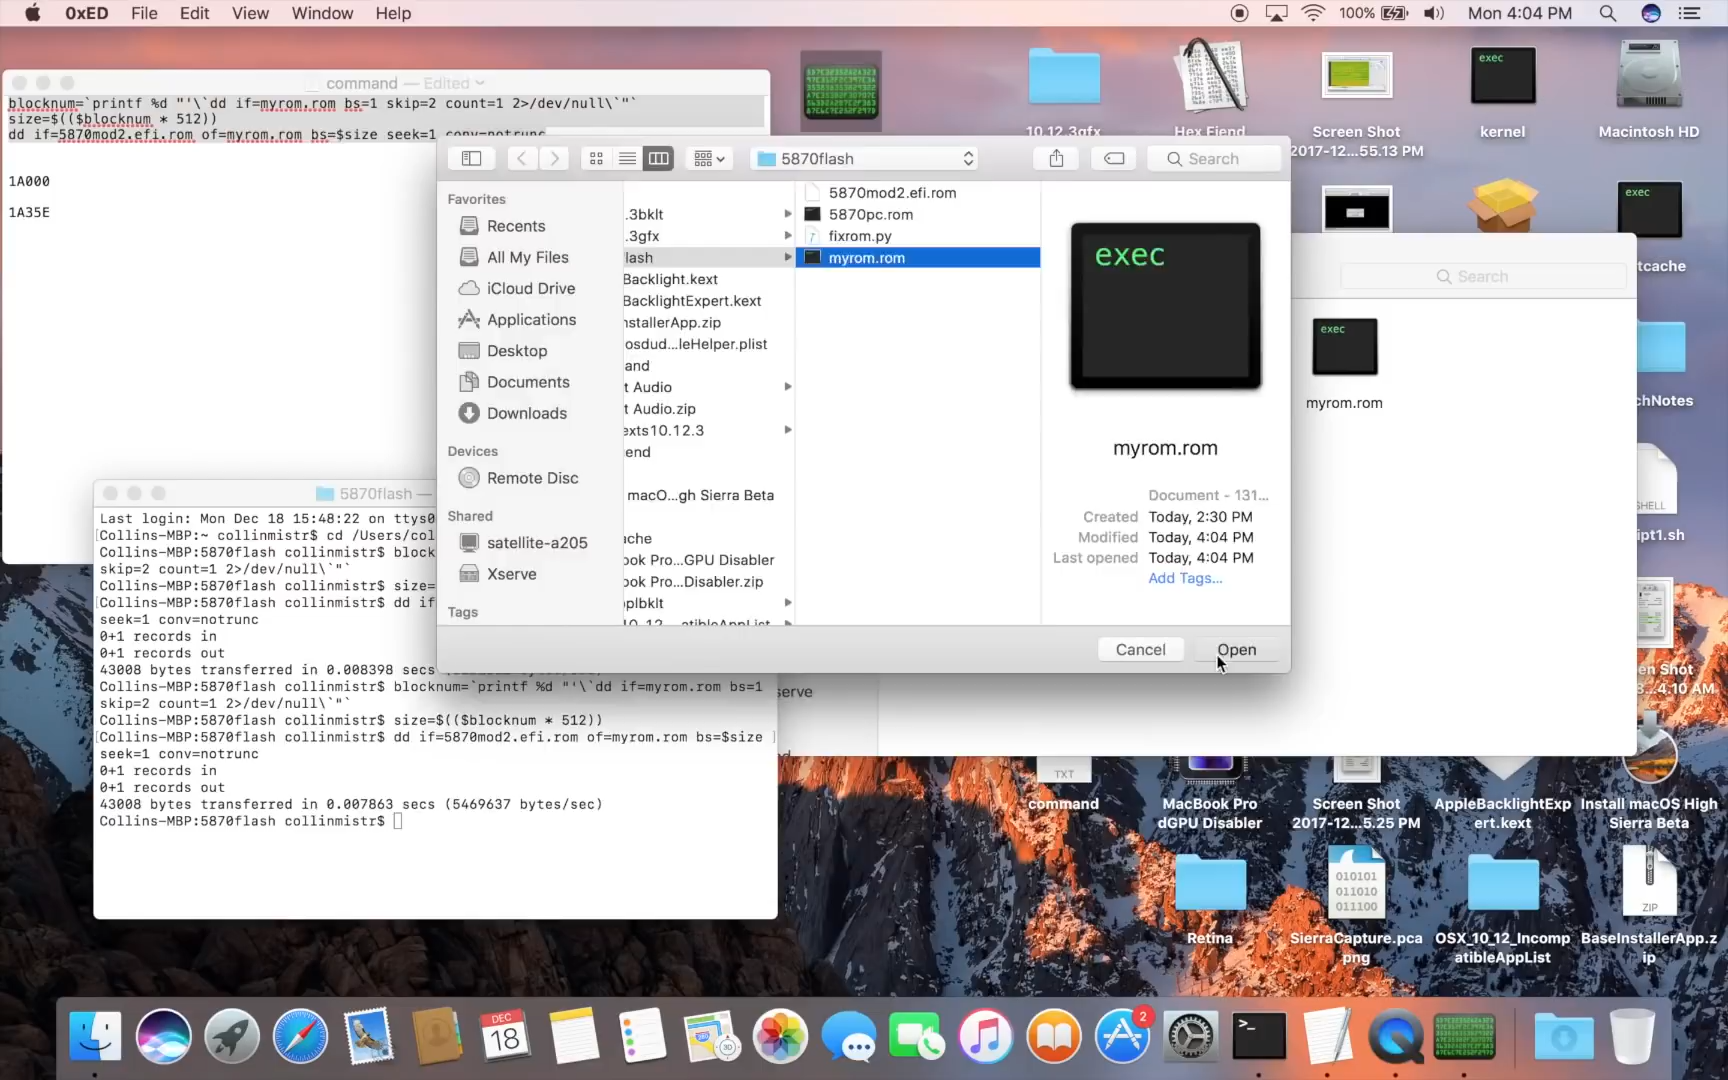 0xED File Edit View Window Help
100% Mon 4:04 PM
command — Edited
blocknum=`printf %d "'\`dd if=myrom.rom bs=1 skip=2 count=1 2>/dev/null\`"`
size=$(($blocknum * 512))
dd if=5870mod2.efi.rom of=myrom.rom bs=$size seek=1 conv=notrunc
1A000
1A35E
5870flash
Search
Favorites
Recents
All My Files
iCloud Drive
Applications
Desktop
Documents
Downloads
Devices
Remote Disc
Shared
satellite-a205
Xserve
Tags
.3bklt
.3gfx
lash
Backlight.kext
BacklightExpert.kext
nstallerApp.zip
osdud...leHelper.plist
and
t Audio
t Audio.zip
exts10.12.3
end
macO...gh Sierra Beta
ache
ook Pro...GPU Disabler
ook Pro...Disabler.zip
pplbklt
5870mod2.efi.rom
5870pc.rom
fixrom.py
myrom.rom
exec
myrom.rom
Document - 131...
Created Today, 2:30 PM
Modified Today, 4:04 PM
Last opened Today, 4:04 PM
Add Tags...
Cancel
Open
5870flash —
Last login: Mon Dec 18 15:48:22 on ttys0
[Collins-MBP:~ collinmistr$ cd /Users/col
Collins-MBP:5870flash collinmistr$ block
skip=2 count=1 2>/dev/null\`"`
Collins-MBP:5870flash collinmistr$ size=
[Collins-MBP:5870flash collinmistr$ dd if
seek=1 conv=notrunc
0+1 records in
0+1 records out
43008 bytes transferred in 0.008398 secs
Collins-MBP:5870flash collinmistr$ blocknum=`printf %d "'\`dd if=myrom.rom bs=1
skip=2 count=1 2>/dev/null\`"`
Collins-MBP:5870flash collinmistr$ size=$(($blocknum * 512))
[Collins-MBP:5870flash collinmistr$ dd if=5870mod2.efi.rom of=myrom.rom bs=$size ]
seek=1 conv=notrunc
0+1 records in
0+1 records out
43008 bytes transferred in 0.007863 secs (5469637 bytes/sec)
Collins-MBP:5870flash collinmistr$
Search
exec
myrom.rom
serve
10.12.3gfx
Hex Fiend
Screen Shot
2017-12...55.13 PM
exec
kernel
Macintosh HD
exec
tcache
chNotes
SHELL
ipt1.sh
en Shot
8...4.10 AM
TXT
command
MacBook Pro
dGPU Disabler
Screen Shot
2017-12...5.25 PM
AppleBacklightExp
ert.kext
Install macOS High
Sierra Beta
Retina
010101
011010
011100
SierraCapture.pca
png
OSX_10_12_Incomp
atibleAppList
ZIP
BaseInstallerApp.z
ip
DEC
18
3D
2